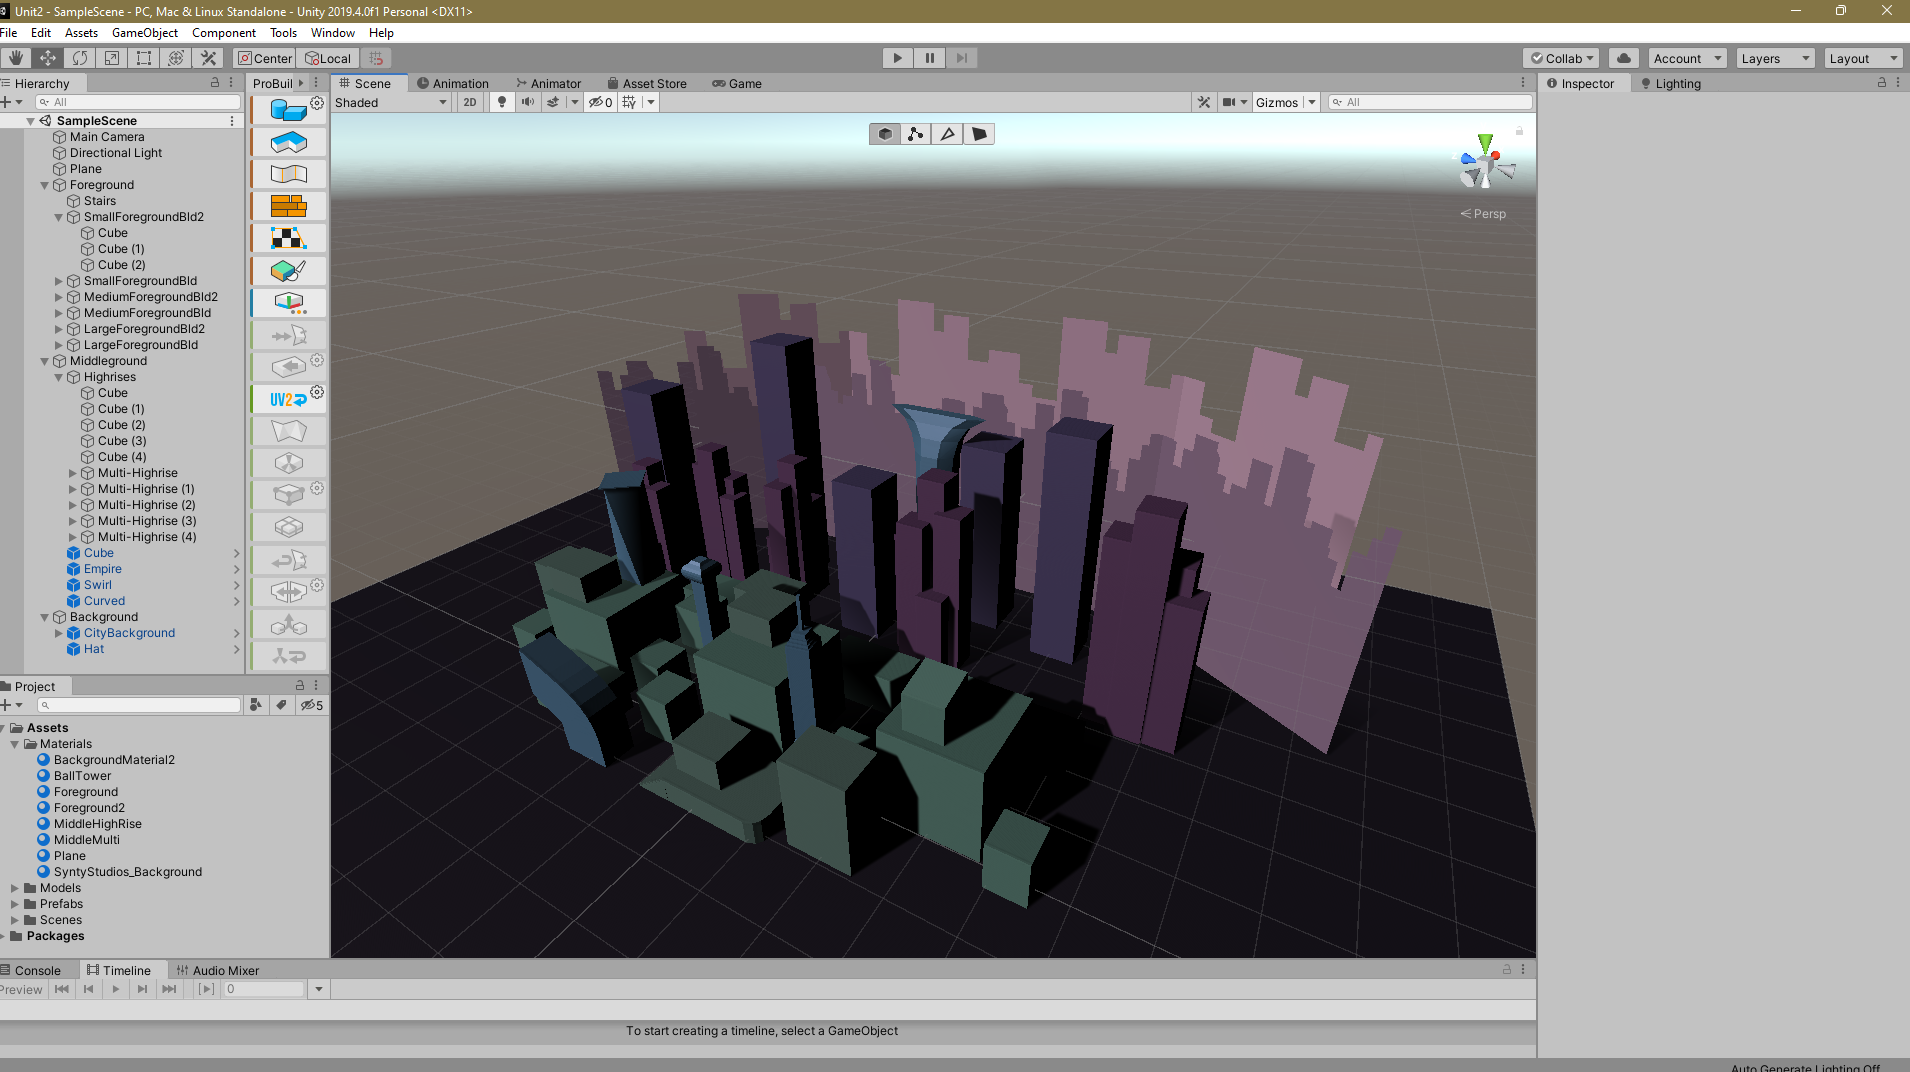 Unit2 - SampleScene - PC, Mac & Linux Standalone - Unity 2019.4.0f1 Personal <DX11>
File Edit Assets GameObject Component Tools Window Help
Center Local Collab Account Layers Layout
Hierarchy
All
SampleScene
Main Camera
Directional Light
Plane
Foreground
Stairs
SmallForegroundBld2
Cube
Cube (1)
Cube (2)
SmallForegroundBld
MediumForegroundBld2
MediumForegroundBld
LargeForegroundBld2
LargeForegroundBld
Middleground
Highrises
Cube
Cube (1)
Cube (2)
Cube (3)
Cube (4)
Multi-Highrise
Multi-Highrise (1)
Multi-Highrise (2)
Multi-Highrise (3)
Multi-Highrise (4)
Cube
Empire
Swirl
Curved
Background
CityBackground
Hat
ProBuil
UV2
Scene Animation Animator Asset Store Game
Shaded 2D 0 Gizmos All
Persp
Inspector Lighting
Project
5
Assets
Materials
BackgroundMaterial2
BallTower
Foreground
Foreground2
MiddleHighRise
MiddleMulti
Plane
SyntyStudios_Background
Models
Prefabs
Scenes
Packages
Console Timeline Audio Mixer
Preview 0
To start creating a timeline, select a GameObject
Auto Generate Lighting Off